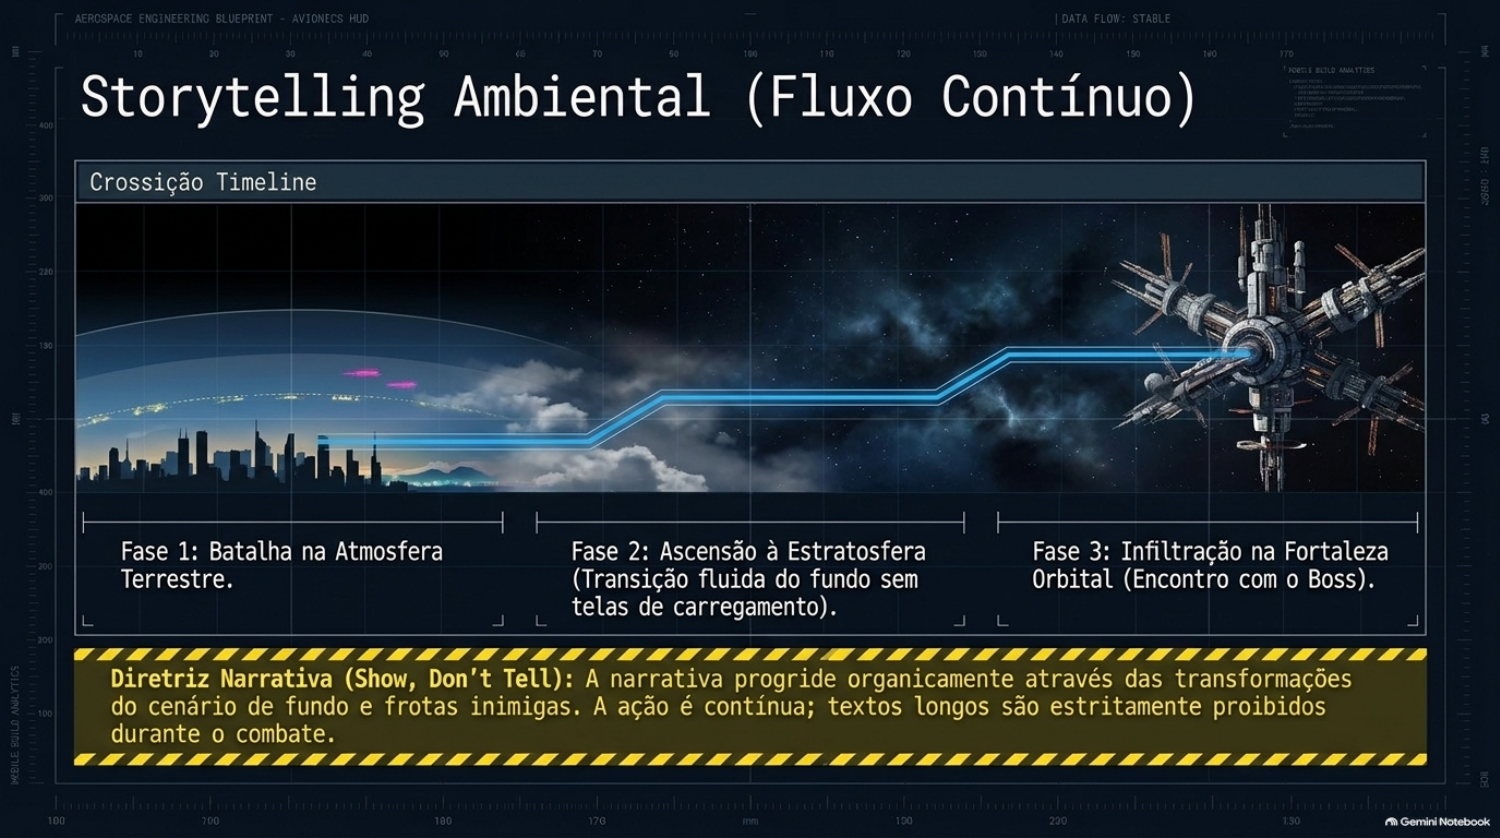 AEROSPACE ENGINEERING BLUEPRINT - AVIONICS HUD
DATA FLOW: STABLE
Storytelling Ambiental (Fluxo Contínuo)
MOBILE BUILD ANALYTICS
Crossição Timeline
Fase 1: Batalha na Atmosfera
Terrestre.
Fase 2: Ascensão à Estratosfera
(Transição fluida do fundo sem
telas de carregamento).
Fase 3: Infiltração na Fortaleza
Orbital (Encontro com o Boss).
Diretriz Narrativa (Show, Don't Tell): A narrativa progride organicamente através das transformações
do cenário de fundo e frotas inimigas. A ação é contínua; textos longos são estritamente proibidos
durante o combate.
MOBILE BUILD ANALYTICS
Gemini Notebook